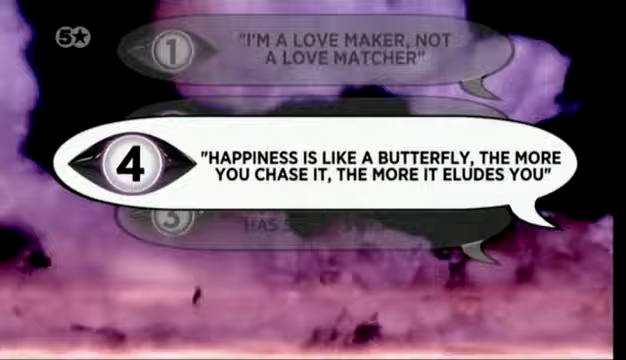 5★
1
"I'M A LOVE MAKER, NOT
A LOVE MATCHER"
4
"HAPPINESS IS LIKE A BUTTERFLY, THE MORE
YOU CHASE IT, THE MORE IT ELUDES YOU"
3
HAS